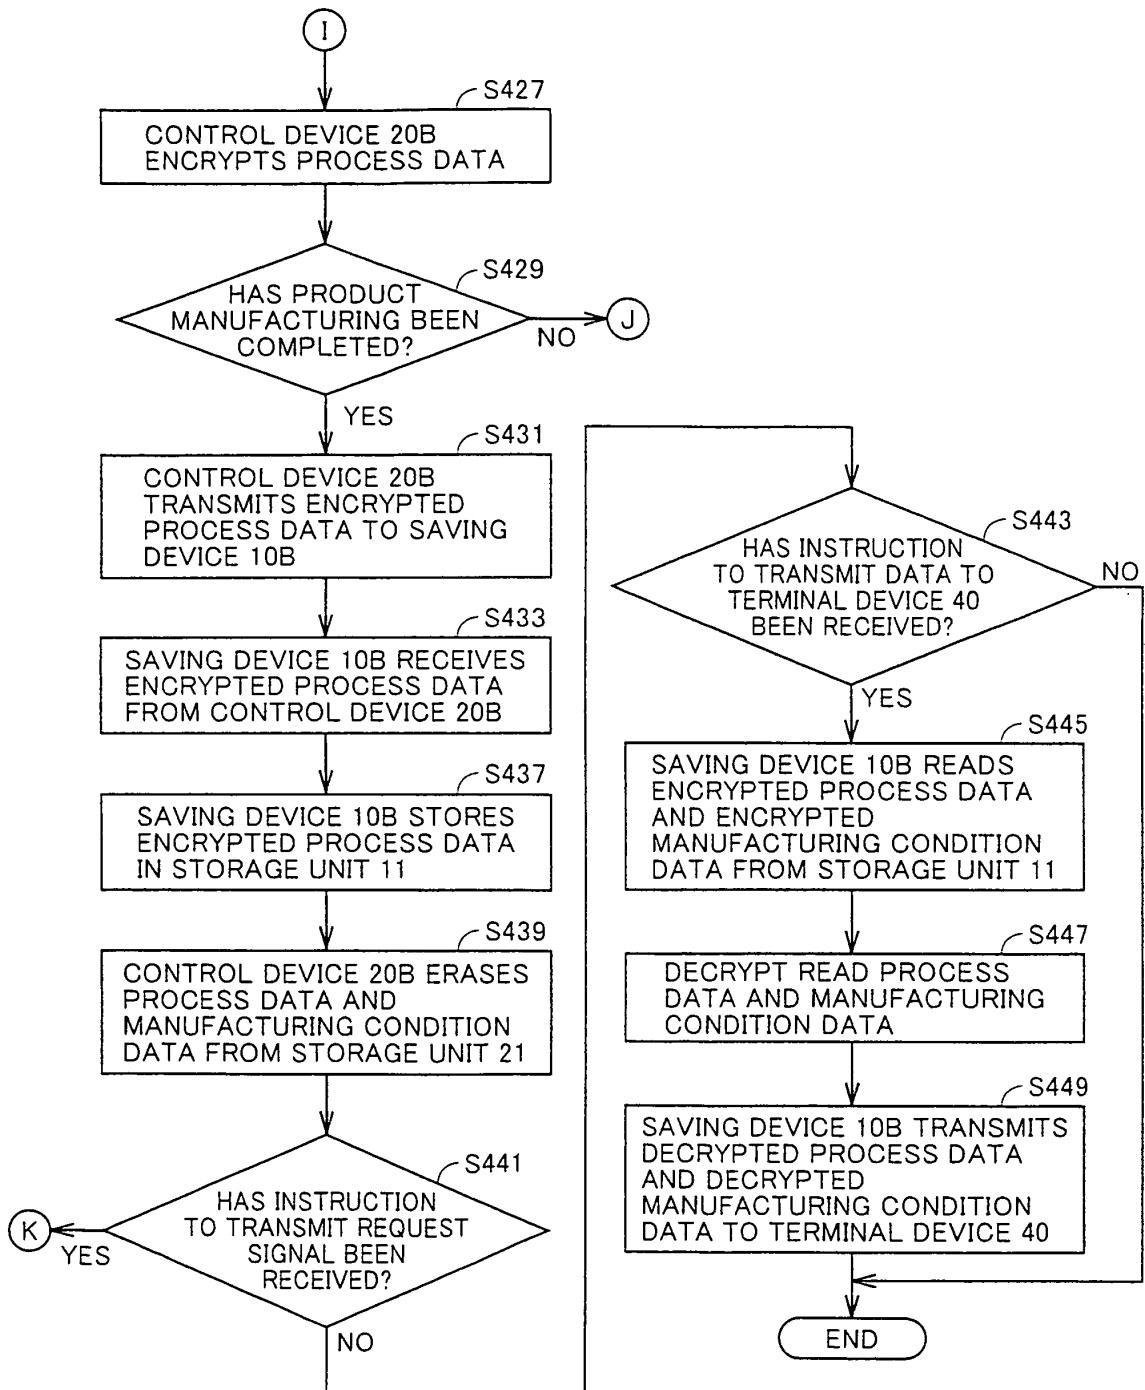 I
S427
CONTROL DEVICE 20B
ENCRYPTS PROCESS DATA
S429
HAS PRODUCT
MANUFACTURING BEEN
COMPLETED?
NO
J
YES
S431
CONTROL DEVICE 20B
TRANSMITS ENCRYPTED
PROCESS DATA TO SAVING
DEVICE 10B
S433
SAVING DEVICE 10B RECEIVES
ENCRYPTED PROCESS DATA
FROM CONTROL DEVICE 20B
S437
SAVING DEVICE 10B STORES
ENCRYPTED PROCESS DATA
IN STORAGE UNIT 11
S439
CONTROL DEVICE 20B ERASES
PROCESS DATA AND
MANUFACTURING CONDITION
DATA FROM STORAGE UNIT 21
S441
HAS INSTRUCTION
TO TRANSMIT REQUEST
SIGNAL BEEN
RECEIVED?
K
YES
NO
S443
HAS INSTRUCTION
TO TRANSMIT DATA TO
TERMINAL DEVICE 40
BEEN RECEIVED?
NO
YES
S445
SAVING DEVICE 10B READS
ENCRYPTED PROCESS DATA
AND ENCRYPTED
MANUFACTURING CONDITION
DATA FROM STORAGE UNIT 11
S447
DECRYPT READ PROCESS
DATA AND MANUFACTURING
CONDITION DATA
S449
SAVING DEVICE 10B TRANSMITS
DECRYPTED PROCESS DATA
AND DECRYPTED
MANUFACTURING CONDITION
DATA TO TERMINAL DEVICE 40
END